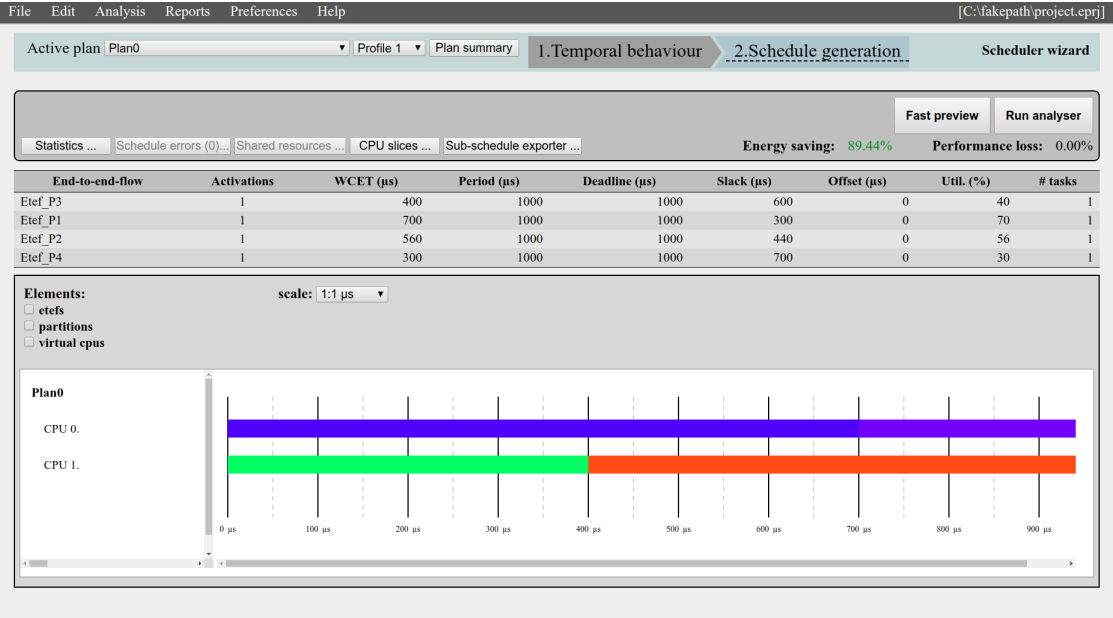 File Edit Analysis Reports Preferences Help [C:\fakepath\project.eprj]
Active plan Plan0 Profile 1 Plan summary 1.Temporal behaviour 2.Schedule generation Scheduler wizard
Fast preview Run analyser
Statistics ... Schedule errors (0)... Shared resources ... CPU slices ... Sub-schedule exporter ... Energy saving: 89.44% Performance loss: 0.00%
End-to-end-flow Activations WCET (µs) Period (µs) Deadline (µs) Slack (µs) Offset (µs) Util. (%) # tasks
Etef_P3 1 400 1000 1000 600 0 40 1
Etef_P1 1 700 1000 1000 300 0 70 1
Etef_P2 1 560 1000 1000 440 0 56 1
Etef_P4 1 300 1000 1000 700 0 30 1
Elements: scale: 1:1 µs
etefs
partitions
virtual cpus
Plan0
CPU 0.
CPU 1.
0 µs 100 µs 200 µs 300 µs 400 µs 500 µs 600 µs 700 µs 800 µs 900 µs